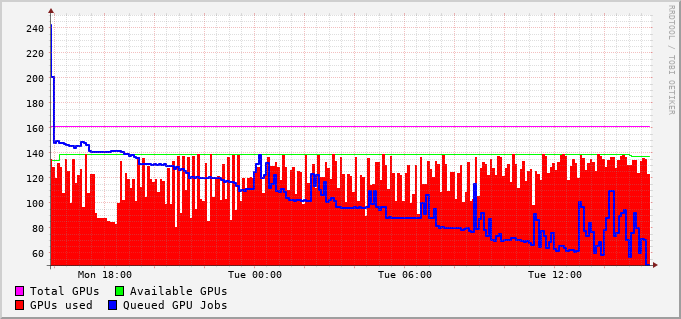 240
220
200
180
160
140
120
100
80
60
Mon 18:00 Tue 00:00 Tue 06:00 Tue 12:00
Total GPUs Available GPUs
GPUs used Queued GPU Jobs
RRDTOOL / TOBI OETIKER